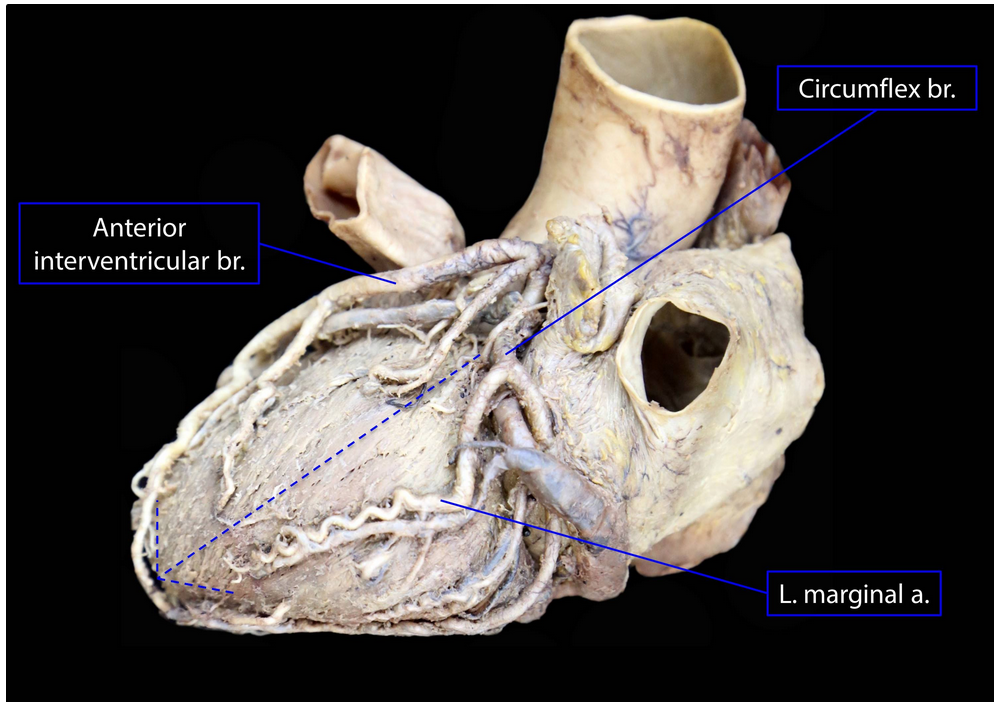 Circumflex br.
Anterior
interventricular br.
L. marginal a.